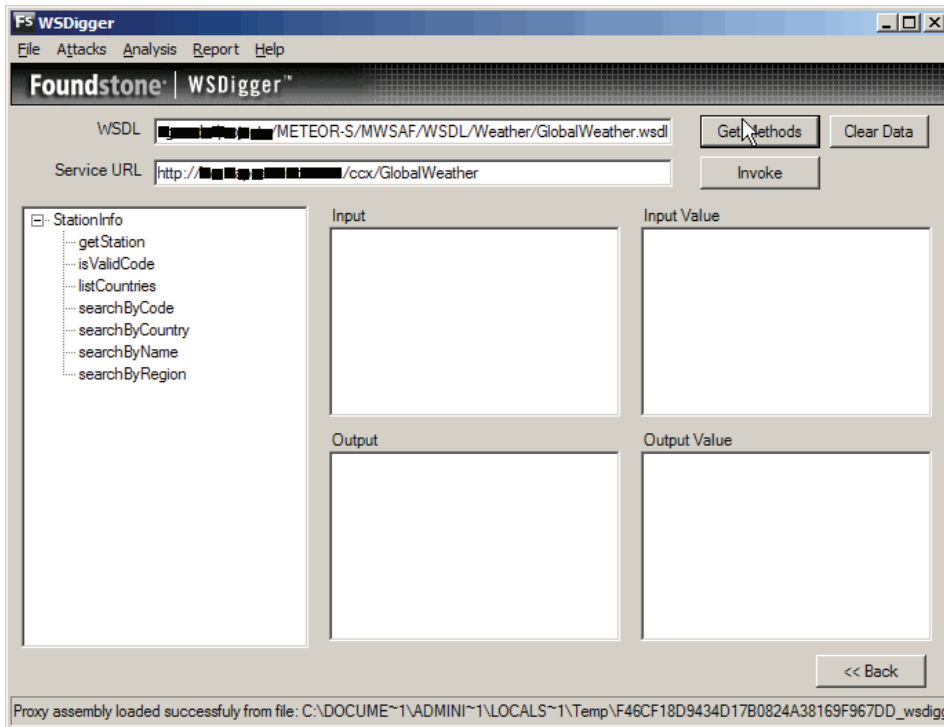 FS WSDigger
File Attacks Analysis Report Help
Foundstone | WSDigger™
WSDL /METEOR-S/MWSAF/WSDL/Weather/GlobalWeather.wsdl Get Methods Clear Data
Service URL http:// /ccx/GlobalWeather Invoke
StationInfo
getStation
isValidCode
listCountries
searchByCode
searchByCountry
searchByName
searchByRegion
Input
Input Value
Output
Output Value
<< Back
Proxy assembly loaded successfuly from file: C:\DOCUME~1\ADMINI~1\LOCALS~1\Temp\F46CF18D9434D17B0824A38169F967DD_wsdigg